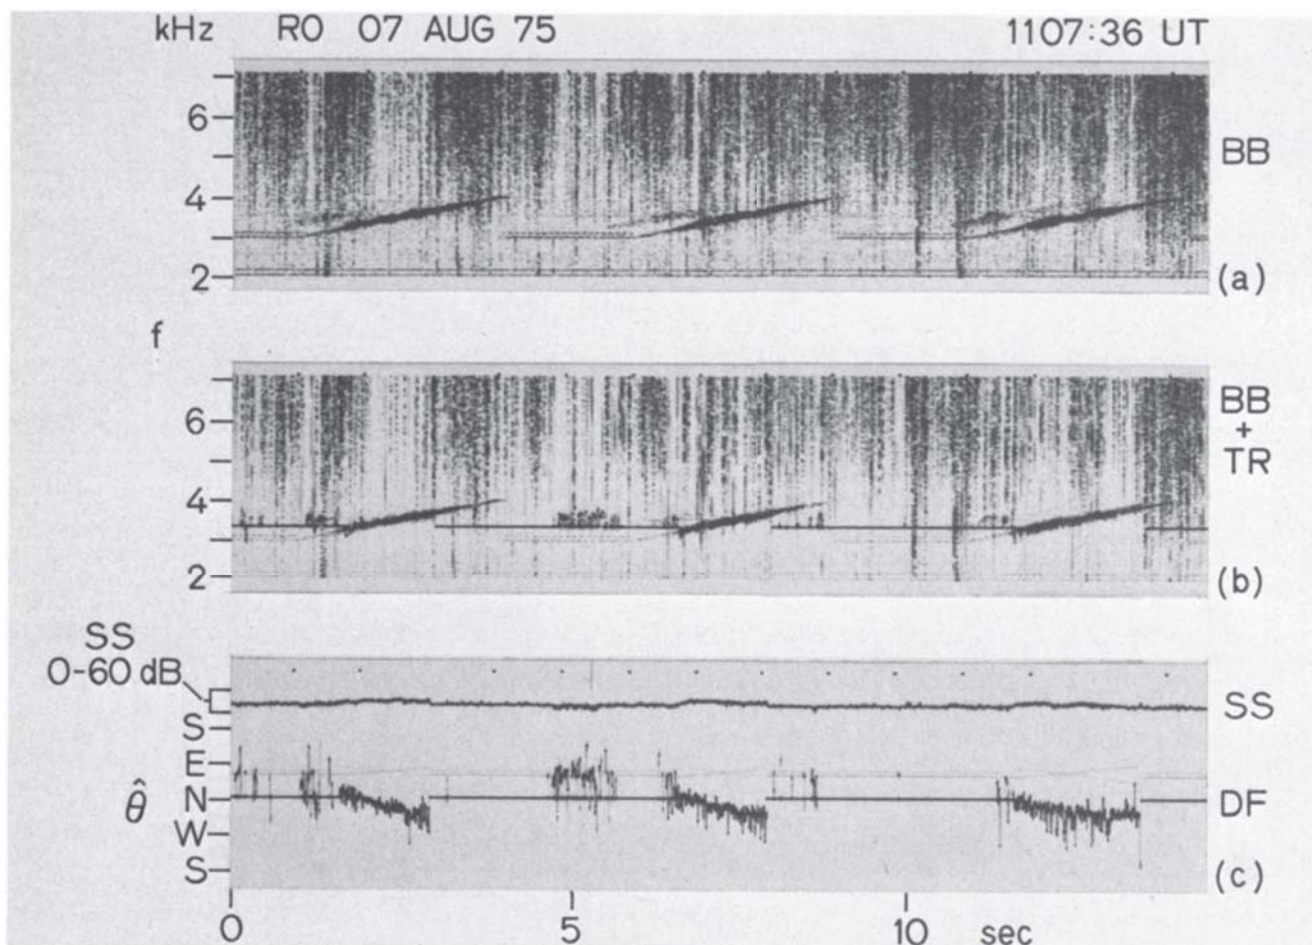 kHz RO 07 AUG 75 1107:36 UT
6
4
2
BB
(a)
f
6
4
2
BB
+
TR
(b)
SS
0-60 dB
S
E
N
W
S
θ̂
SS
DF
(c)
0 5 10 sec